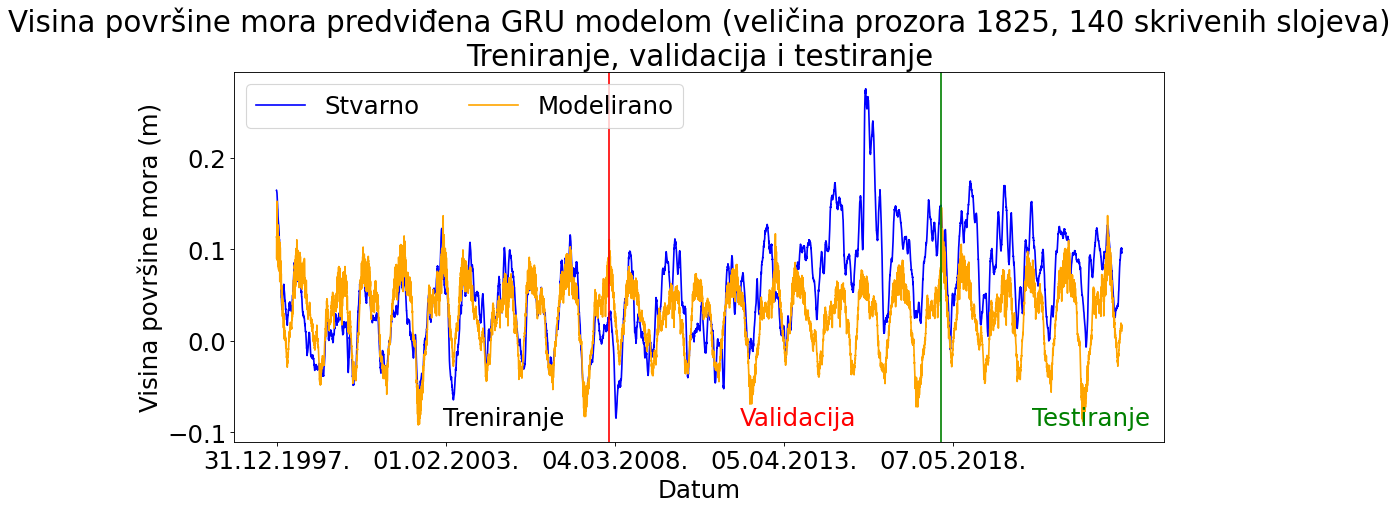 Visina površine mora predviđena GRU modelom (veličina prozora 1825, 140 skrivenih slojeva)
Treniranje, validacija i testiranje
Stvarno
Modelirano
Visina površine mora (m)
0.2
0.1
0.0
−0.1
Treniranje
Validacija
Testiranje
31.12.1997.
01.02.2003.
04.03.2008.
05.04.2013.
07.05.2018.
Datum